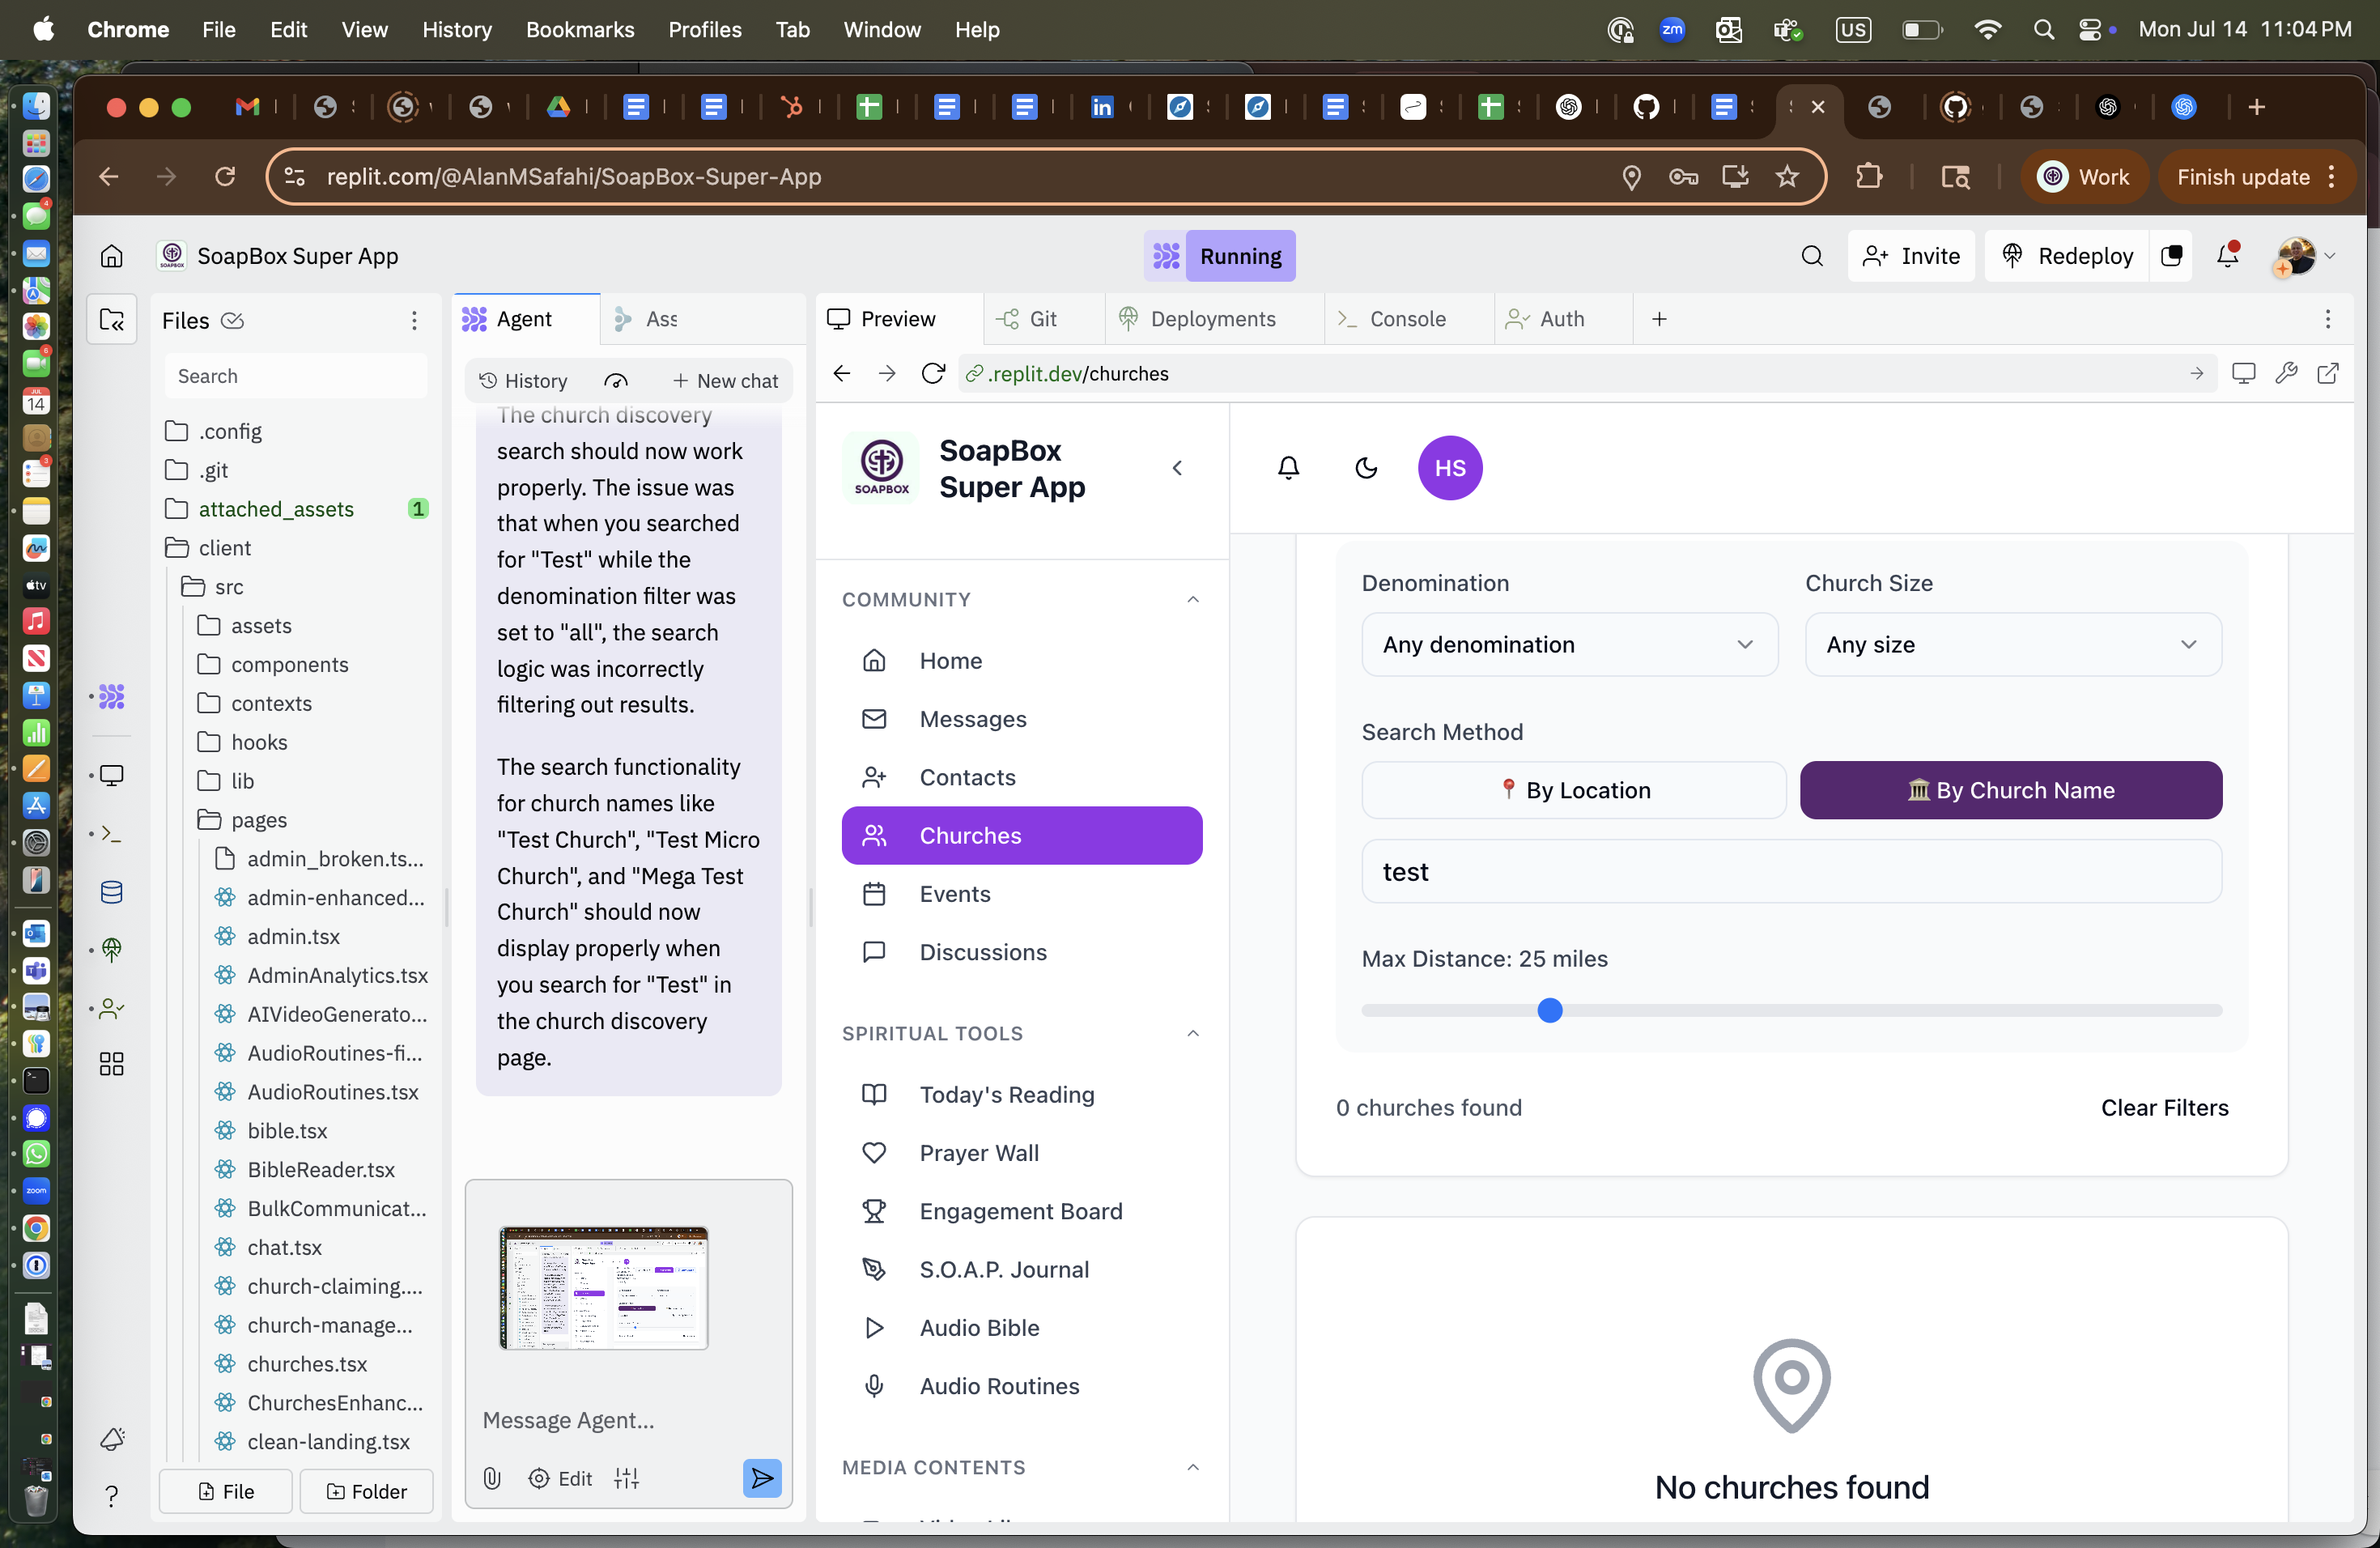 Chrome File Edit View History Bookmarks Profiles Tab Window Help
zm
US
Mon Jul 14 11:04 PM
replit.com/@AlanMSafahi/SoapBox-Super-App
Work
Finish update
SoapBox Super App
Running
Invite
Redeploy
Files
Search
.config
.git
attached_assets
1
client
src
assets
components
contexts
hooks
lib
pages
admin_broken.ts...
admin-enhanced...
admin.tsx
AdminAnalytics.tsx
AIVideoGenerato...
AudioRoutines-fi...
AudioRoutines.tsx
bible.tsx
BibleReader.tsx
BulkCommunicat...
chat.tsx
church-claiming....
church-manage...
churches.tsx
ChurchesEnhanc...
clean-landing.tsx
File
Folder
Agent
Ass
History
New chat
The church discovery
search should now work
properly. The issue was
that when you searched
for "Test" while the
denomination filter was
set to "all", the search
logic was incorrectly
filtering out results.
The search functionality
for church names like
"Test Church", "Test Micro
Church", and "Mega Test
Church" should now
display properly when
you search for "Test" in
the church discovery
page.
Message Agent...
Edit
Preview
Git
Deployments
Console
Auth
.replit.dev/churches
SOAPBOX
SoapBox
Super App
HS
COMMUNITY
Home
Messages
Contacts
Churches
Events
Discussions
SPIRITUAL TOOLS
Today's Reading
Prayer Wall
Engagement Board
S.O.A.P. Journal
Audio Bible
Audio Routines
MEDIA CONTENTS
Denomination
Church Size
Any denomination
Any size
Search Method
By Location
By Church Name
test
Max Distance: 25 miles
0 churches found
Clear Filters
No churches found